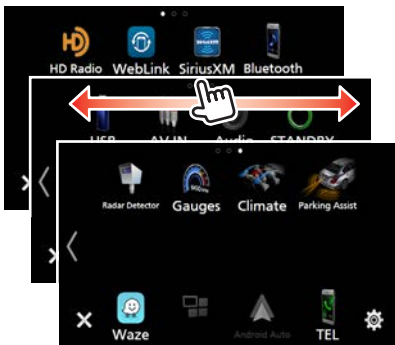 HD Radio WebLink SiriusXM Bluetooth
USB AV-IN Audio STANDBY
Radar Detector Gauges Climate Parking Assist
Waze Android Auto TEL